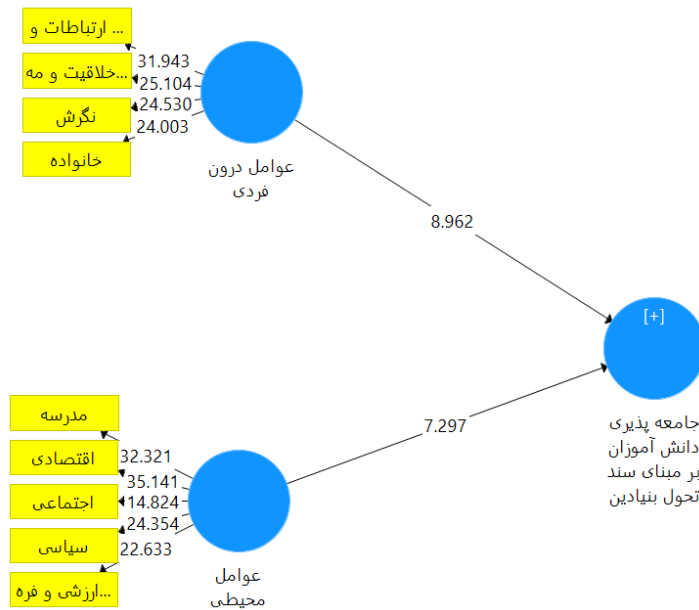 ارتباطات و ...
31.943
خلاقیت و مه...
25.104
نگرش
24.530
خانواده
24.003
عوامل درون
فردی
8.962
[+]
جامعه پذیری
دانش آموزان
بر مبنای سند
تحول بنیادین
7.297
مدرسه
32.321
اقتصادی
35.141
اجتماعی
14.824
سیاسی
24.354
ارزشی و فره...
22.633
عوامل
محیطی